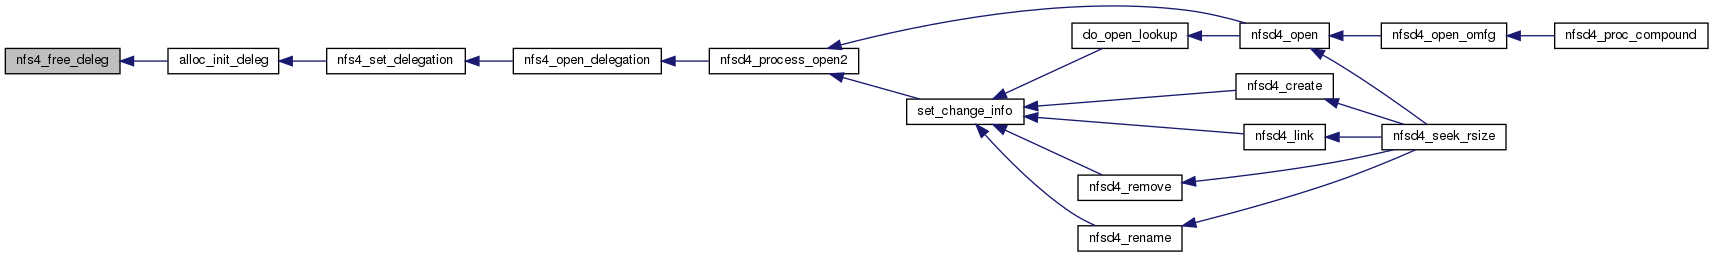 nfs4_free_deleg
alloc_init_deleg
nfs4_set_delegation
nfs4_open_delegation
nfsd4_process_open2
set_change_info
do_open_lookup
nfsd4_open
nfsd4_open_omfg
nfsd4_proc_compound
nfsd4_create
nfsd4_link
nfsd4_seek_rsize
nfsd4_remove
nfsd4_rename